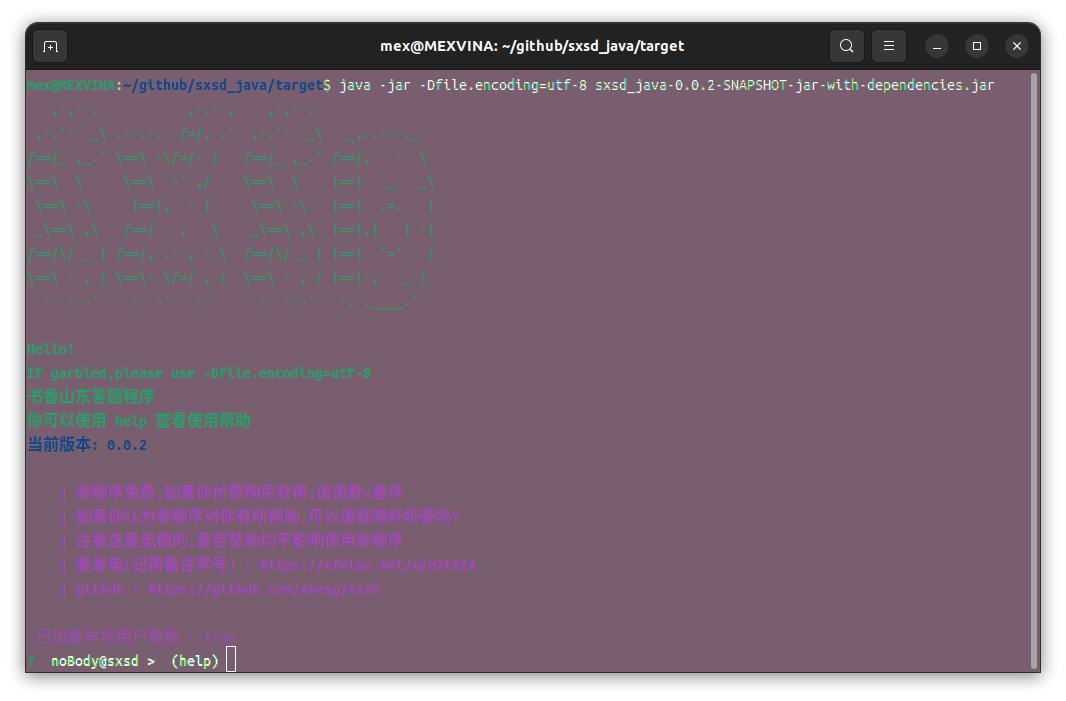 mex@MEXVINA: ~/github/sxsd_java/target
mex@MEXVINA:~/github/sxsd_java/target$ java -jar -Dfile.encoding=utf-8 sxsd_java-0.0.2-SNAPSHOT-jar-with-dependencies.jar
Hello!
If garbled,please use -Dfile.encoding=utf-8
书香山东答题程序
你可以使用 help 查看使用帮助
当前版本: 0.0.2
| 本程序免费,如果你付费购买获得,请退款+差评
| 如果你认为本程序对你有所帮助,可以请我喝杯奶茶吗?
| 注意这是无偿的,是否赞助均不影响使用本程序
| 爱发电(记得备注学号) : 
| github : https://github.com/xmexg/sxsd
已加载本地用户数据 : true
? noBody@sxsd > (help)